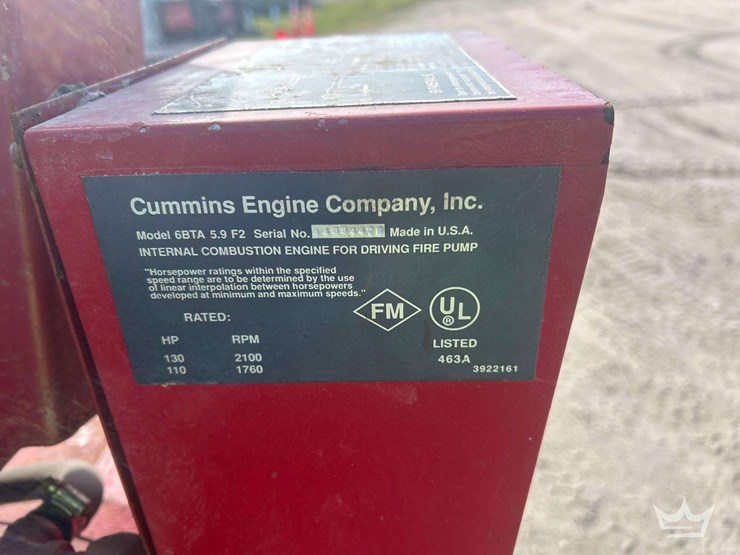 Cummins Engine Company, Inc.
Model 6BTA 5.9 F2 Serial No. Made in U.S.A.
INTERNAL COMBUSTION ENGINE FOR DRIVING FIRE PUMP
"Horsepower ratings within the specified
speed range are to be determined by the use
of linear interpolation between horsepowers
developed at minimum and maximum speeds."
FM
UL
®
RATED:
LISTED
463A
HP RPM
130 2100
110 1760
3922161